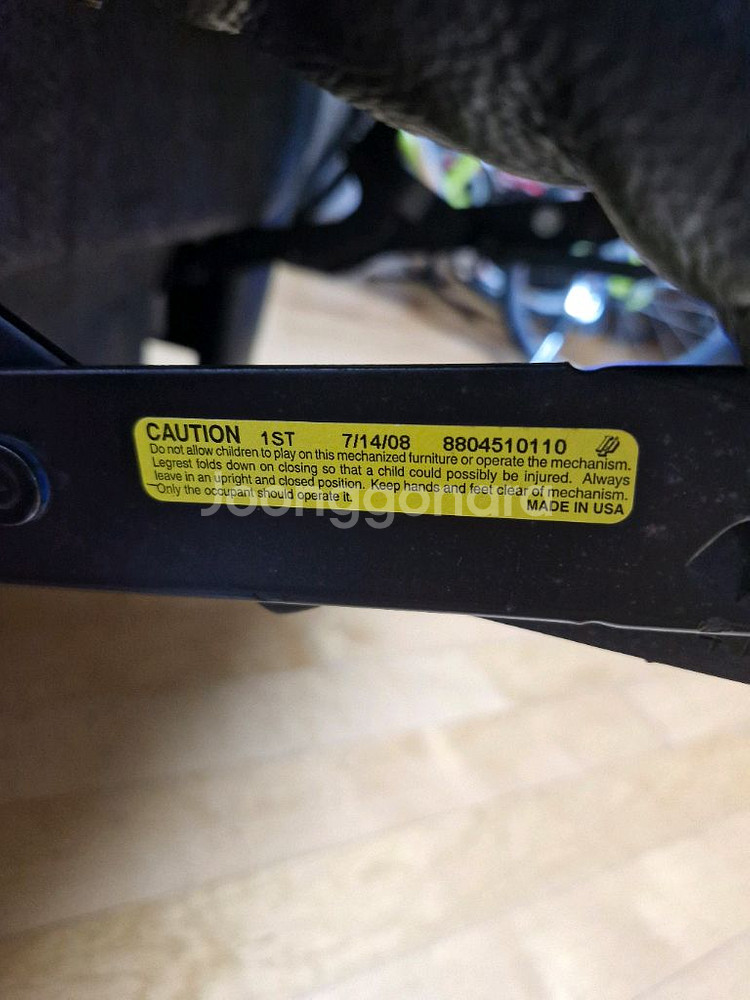 CAUTION 1ST 7/14/08 8804510110
Do not allow children to play on this mechanized furniture or operate the mechanism.
Legrest folds down on closing so that a child could possibly be injured. Always
leave in an upright and closed position. Keep hands and feet clear of mechanism.
Only the occupant should operate it.
MADE IN USA
Joonggonara